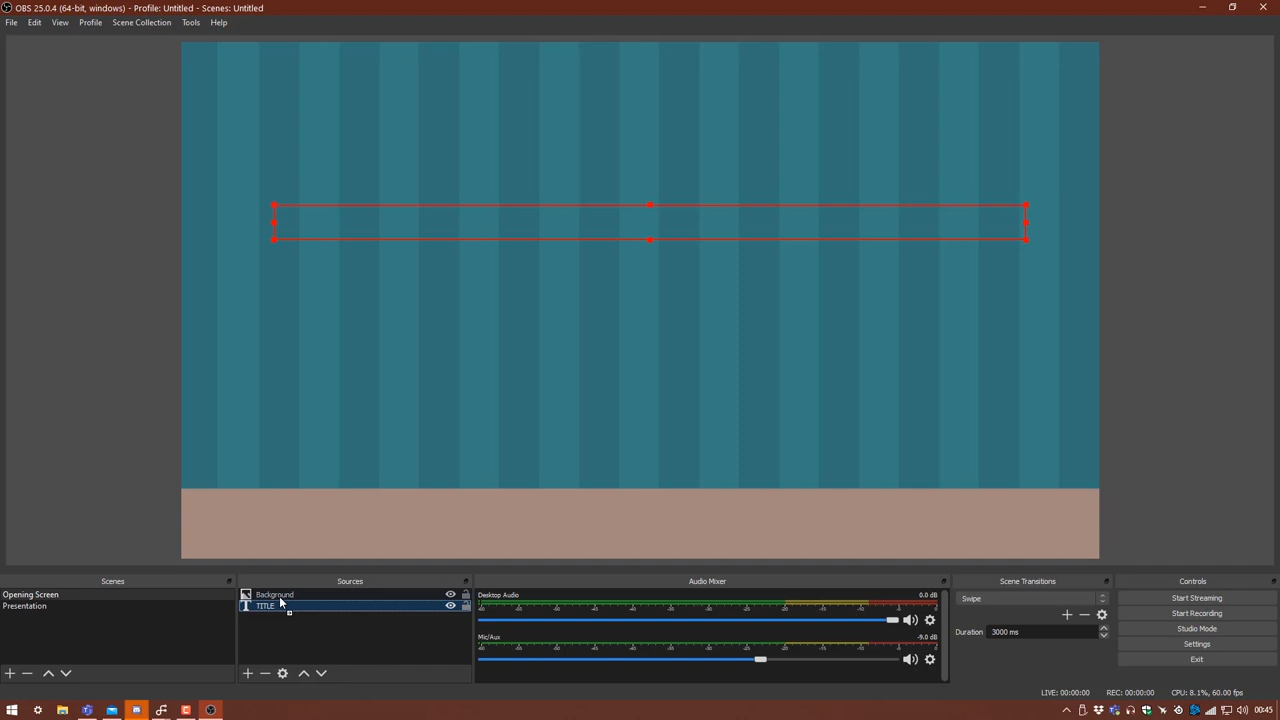 OBS 25.0.4 (64-bit, windows) - Profile: Untitled - Scenes: Untitled
File Edit View Profile Scene Collection Tools Help
Scenes
Opening Screen
Presentation
Sources
Background
TITLE
Audio Mixer
Desktop Audio 0.0 dB
Mic/Aux -9.0 dB
Scene Transitions
Swipe
Duration 3000 ms
Controls
Start Streaming
Start Recording
Studio Mode
Settings
Exit
LIVE: 00:00:00 REC: 00:00:00 CPU: 8.1%, 60.00 fps
00:45